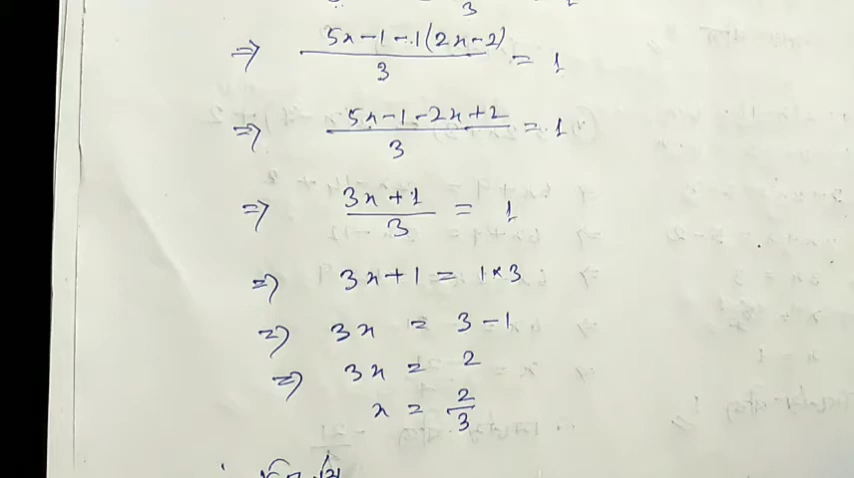 3
⇒ 5x-1-1(2x-2)/3 = 1
⇒ 5x-1-2x+2/3 = 1
⇒ 3x+1/3 = 1
⇒ 3x+1 = 1×3
⇒ 3x = 3-1
⇒ 3x = 2
x = 2/3